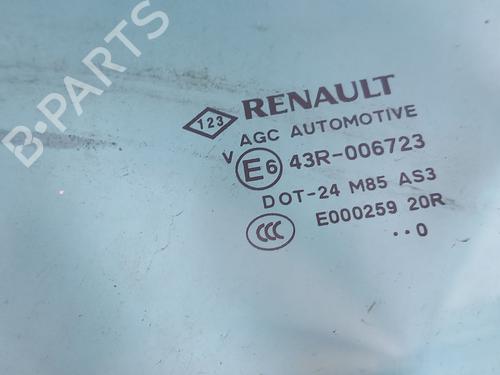 B-PARTS
123 RENAULT
AGC AUTOMOTIVE
V E6 43R-006723
DOT-24 M85 AS3
CCC E000259 20R
..0